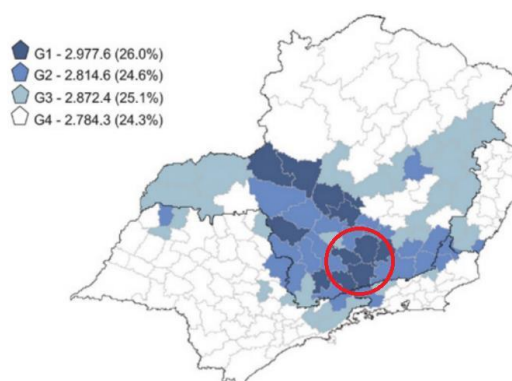 G1 - 2.977.6 (26.0%)
G2 - 2.814.6 (24.6%)
G3 - 2.872.4 (25.1%)
G4 - 2.784.3 (24.3%)